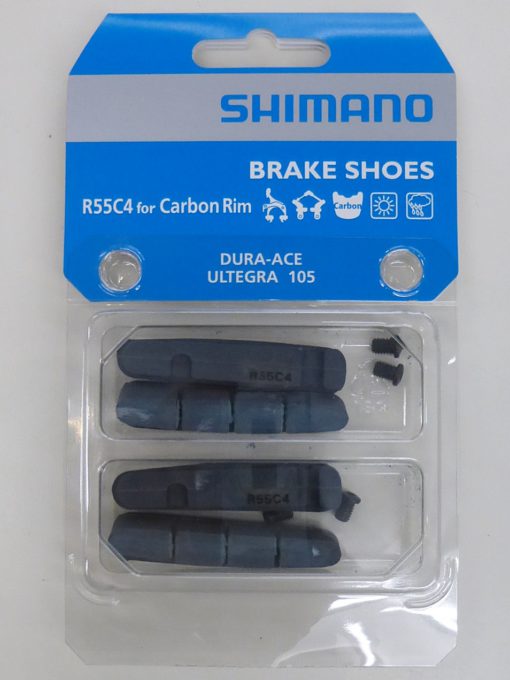 SHIMANO
BRAKE SHOES
R55C4 for Carbon Rim
Carbon
DURA-ACE
ULTEGRA 105
R55C4
R55C4